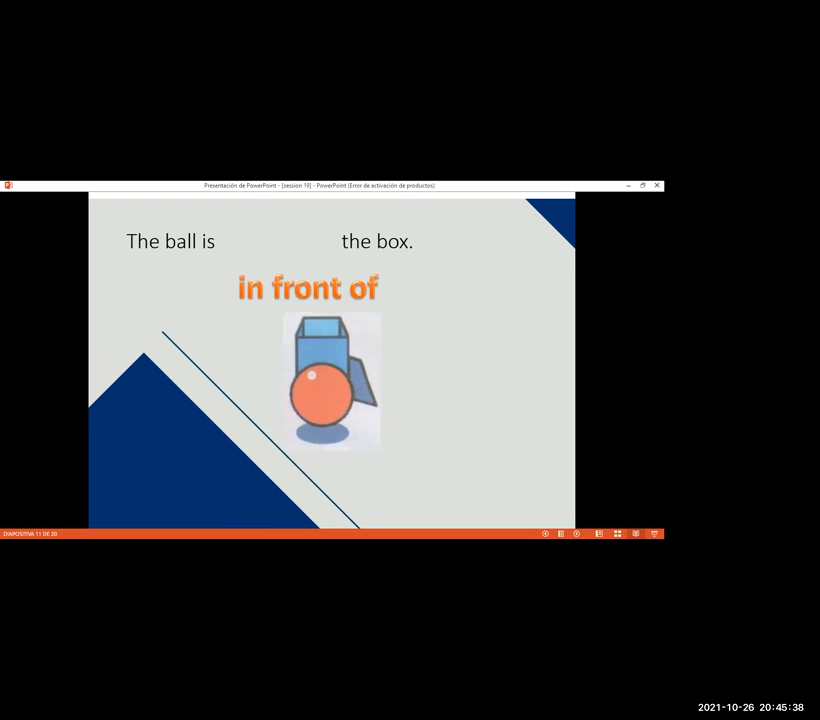 Presentación de PowerPoint - [session 19] - PowerPoint (Error de activación de productos)
The ball is the box.
in front of
DIAPOSITIVA 11 DE 20
2021-10-26 20:45:38